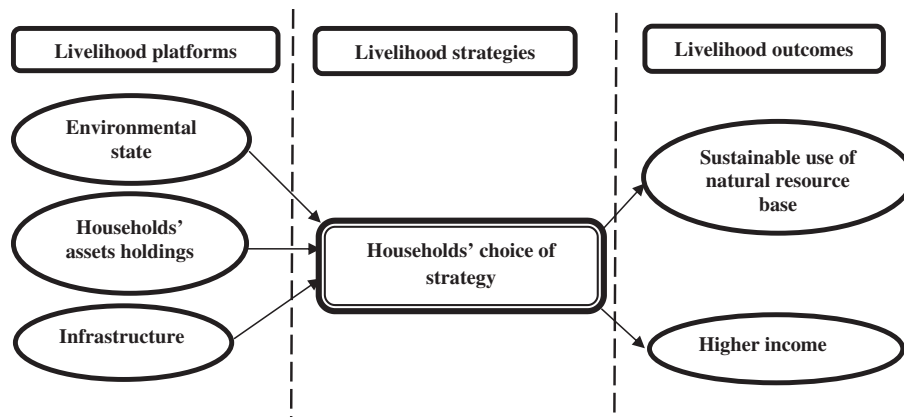 Livelihood platforms
Livelihood strategies
Livelihood outcomes
Environmental
state
Households'
assets holdings
Infrastructure
Households' choice of
strategy
Sustainable use of
natural resource
base
Higher income